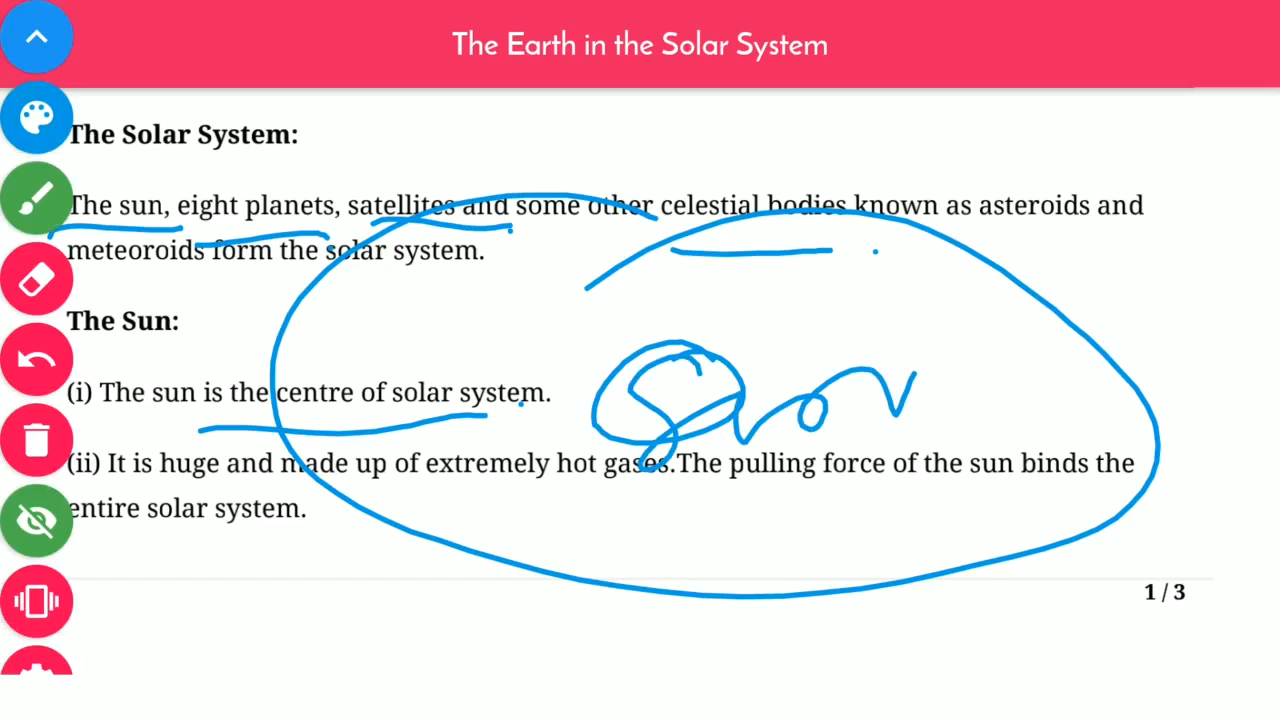 The Earth in the Solar System
The Solar System:
The sun, eight planets, satellites and some other celestial bodies known as asteroids and
meteoroids form the solar system.
The Sun:
(i) The sun is the centre of solar system.
(ii) It is huge and made up of extremely hot gases.The pulling force of the sun binds the
entire solar system.
1 / 3